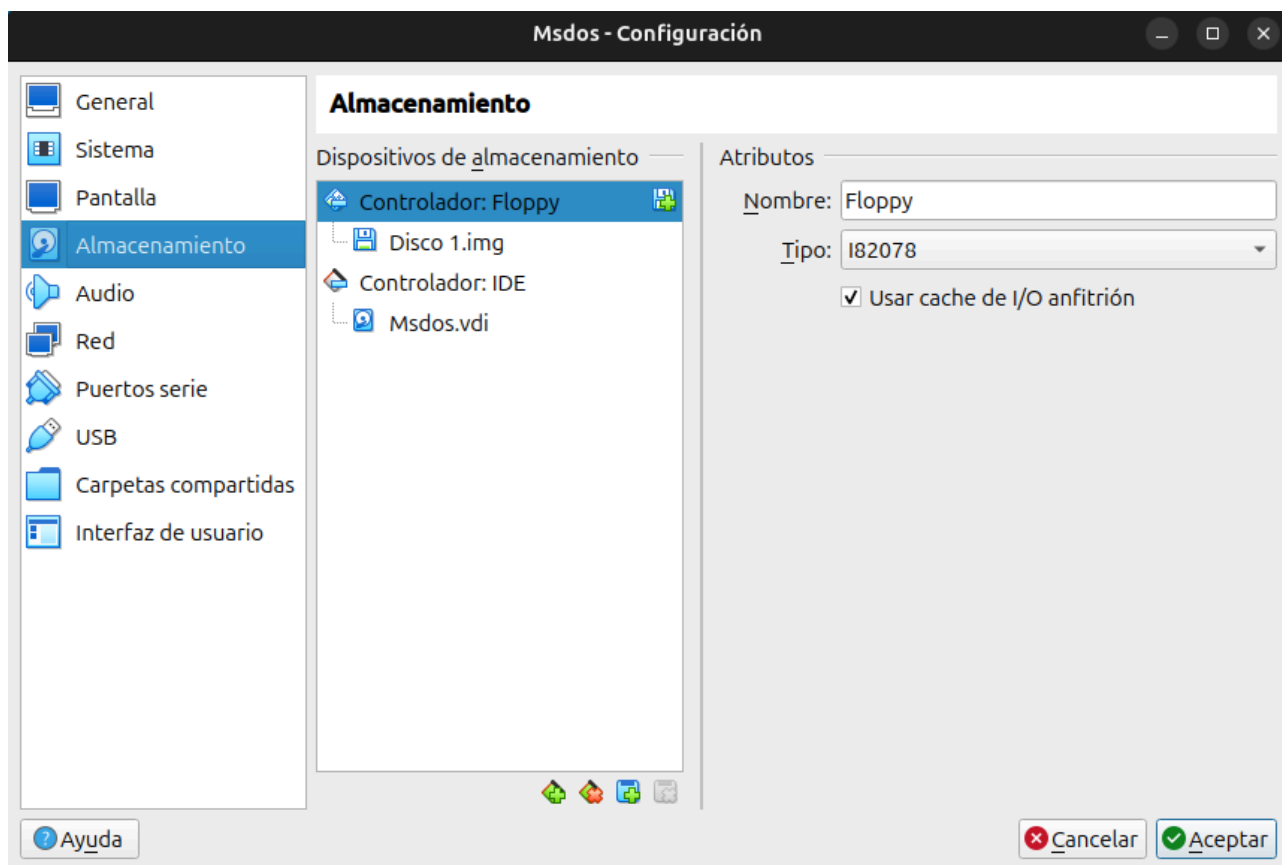 Msdos - Configuración
General
Sistema
Pantalla
Almacenamiento
Audio
Red
Puertos serie
USB
Carpetas compartidas
Interfaz de usuario
Almacenamiento
Dispositivos de almacenamiento
Controlador: Floppy
Disco 1.img
Controlador: IDE
Msdos.vdi
Atributos
Nombre: Floppy
Tipo: I82078
Usar cache de I/O anfitrión
Ayuda
Cancelar
Aceptar